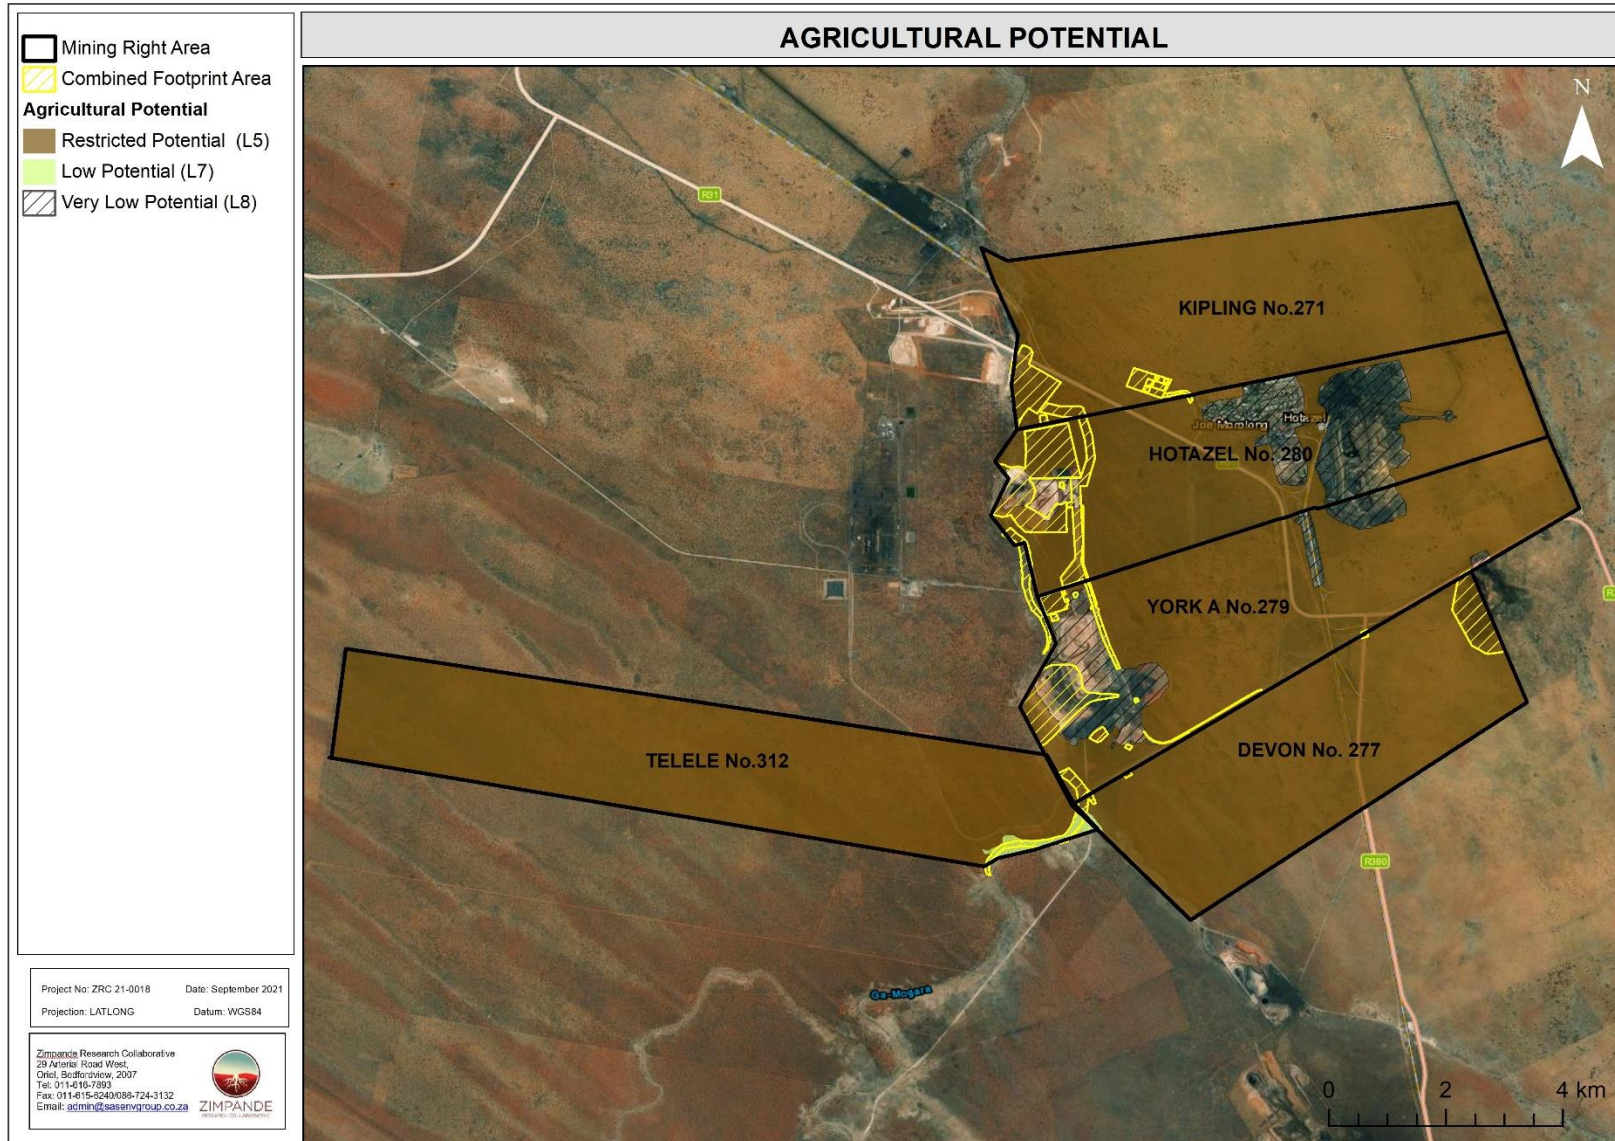 AGRICULTURAL POTENTIAL
Mining Right Area
Combined Footprint Area
Agricultural Potential
Restricted Potential (L5)
Low Potential (L7)
Very Low Potential (L8)
N
R31
KIPLING No.271
Joe Morolong
Hotazel
HOTAZEL No. 280
YORK A No.279
TELELE No.312
DEVON No. 277
R380
Ga-Mogara
0 2 4 km
Project No: ZRC 21-0018 Date: September 2021
Projection: LATLONG Datum: WGS84
Zimpande Research Collaborative
29 Arterial Road West,
Oriel, Bedfordview, 2007
Tel: 011-616-7893
Fax: 011-615-6240/086-724-3132
Email: admin@sasenvgroup.co.za
ZIMPANDE
RESEARCH COLLABORATIVE